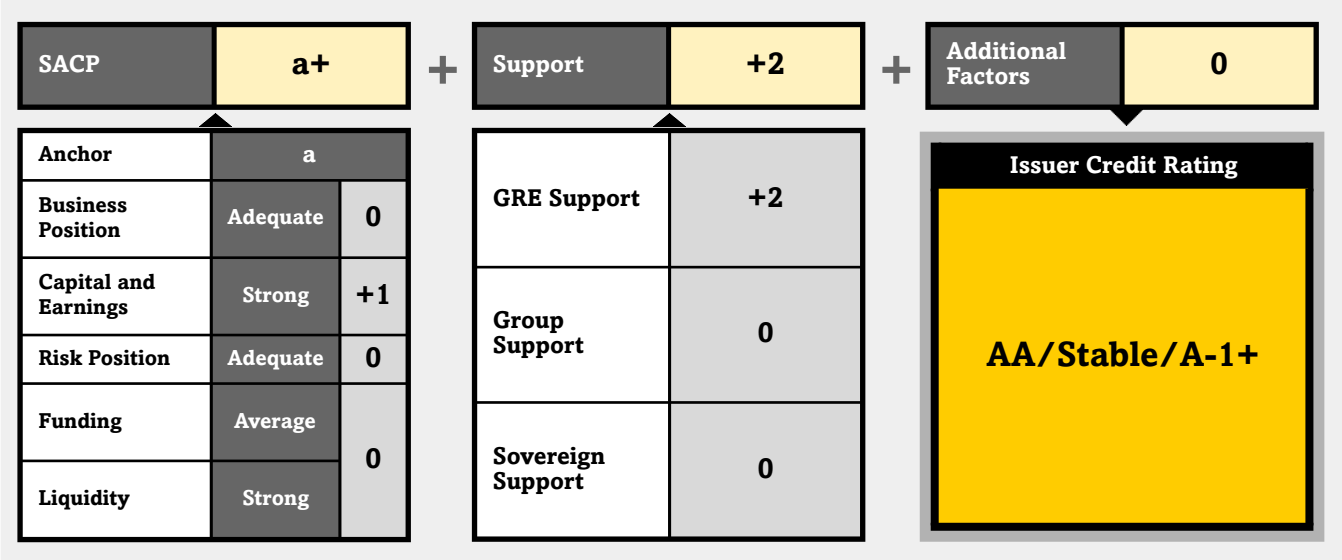 SACP
a+
+
Support
+2
+
Additional
Factors
0
Anchor
a
Business
Position
Adequate
0
Capital and
Earnings
Strong
+1
Risk Position
Adequate
0
Funding
Average
0
Liquidity
Strong
GRE Support
+2
Group
Support
0
Sovereign
Support
0
Issuer Credit Rating
AA/Stable/A-1+